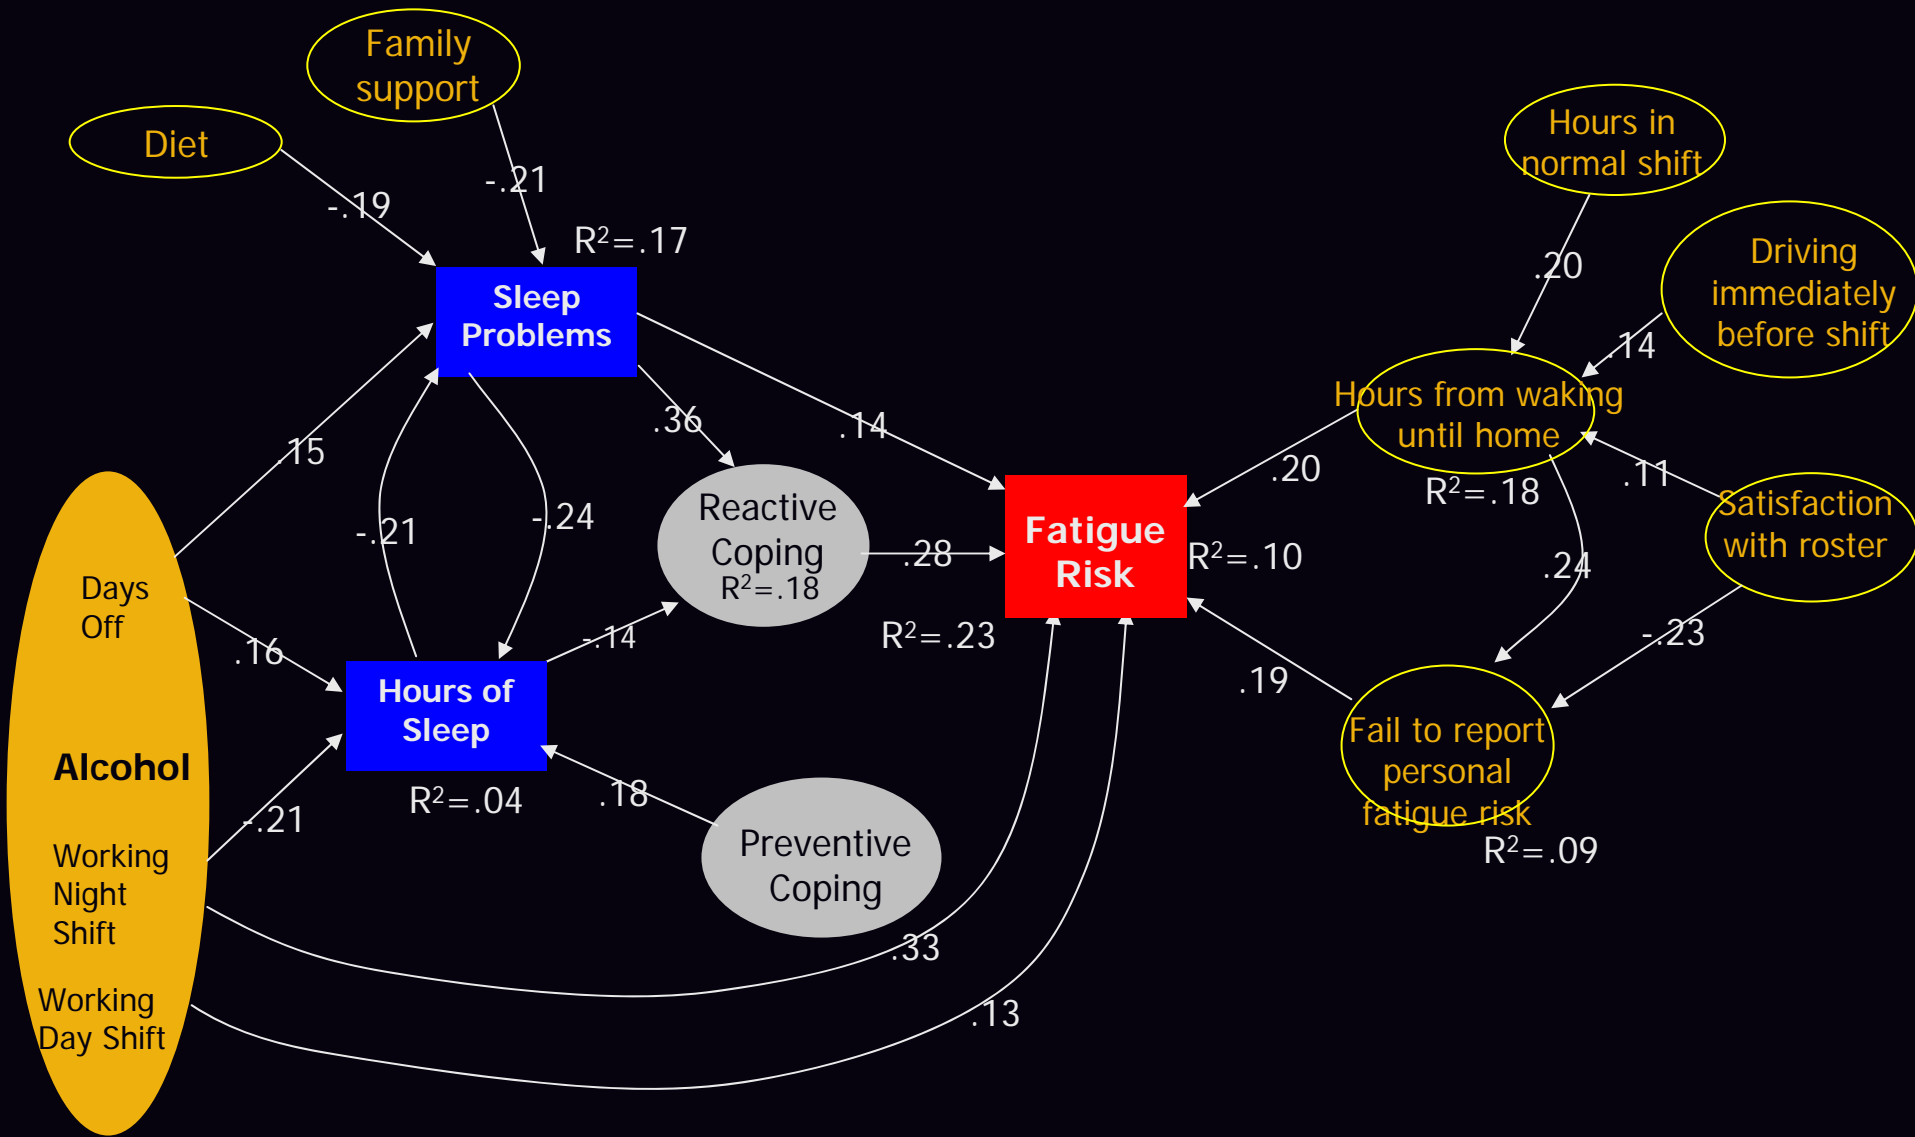 Family
support
Diet
-.21
-.19
R²=.17
Sleep
Problems
.15
.36
.14
-.21
-.24
Reactive
Coping
R²=.18
.28
Fatigue
Risk
R²=.10
R²=.23
Days
Off
.16
-.14
Hours of
Sleep
R²=.04
Alcohol
-.21
.18
Preventive
Coping
Working
Night
Shift
.33
Working
Day Shift
.13
Hours in
normal shift
.20
Driving
immediately
before shift
.14
Hours from waking
until home
R²=.18
.20
.11
Satisfaction
with roster
.24
-.23
.19
Fail to report
personal
fatigue risk
R²=.09